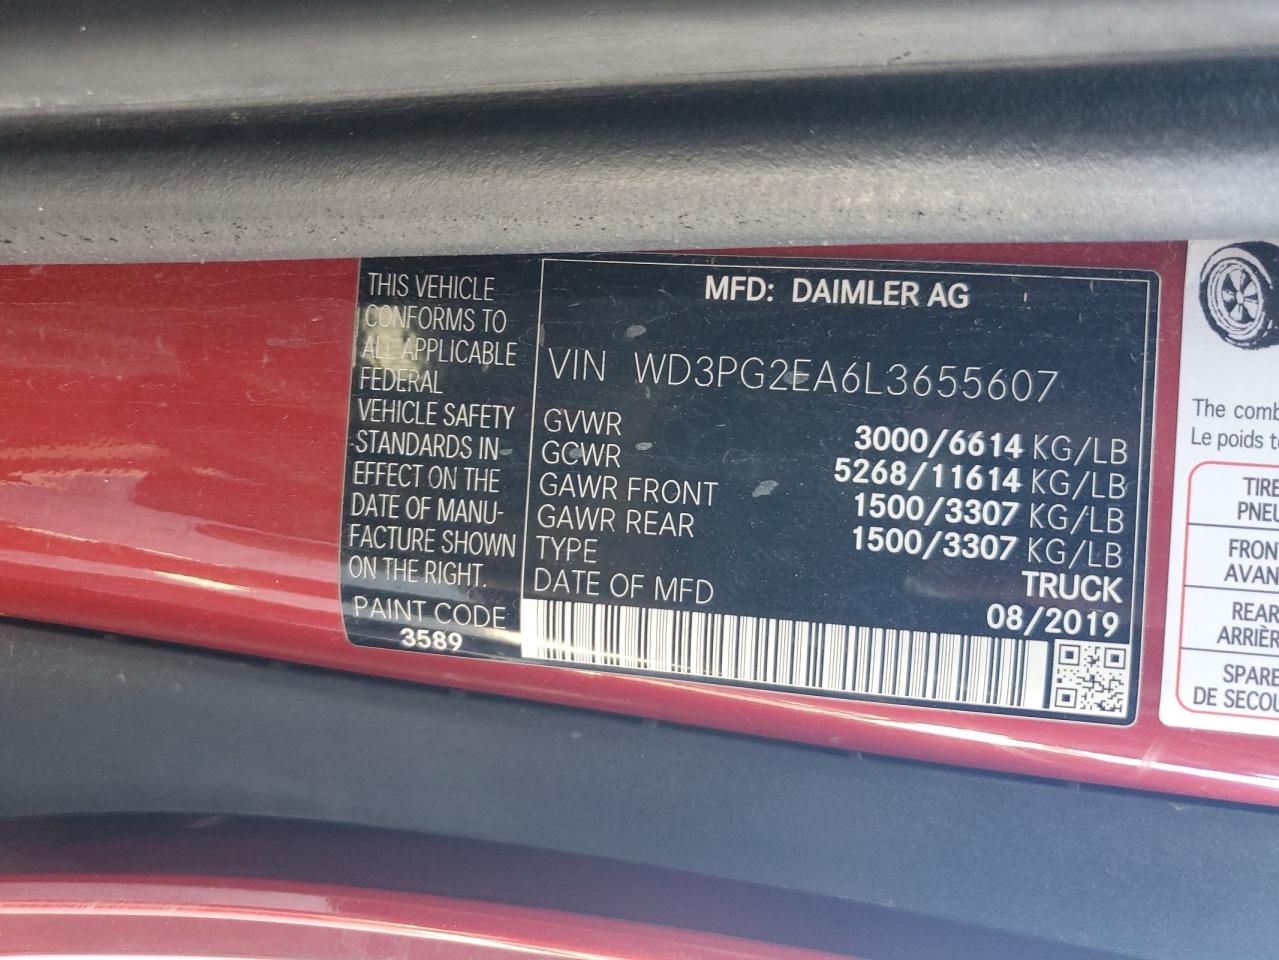 THIS VEHICLE
CONFORMS TO
ALL APPLICABLE
FEDERAL
VEHICLE SAFETY
STANDARDS IN
EFFECT ON THE
DATE OF MANU-
FACTURE SHOWN
ON THE RIGHT.
PAINT CODE
3589
MFD: DAIMLER AG
VIN WD3PG2EA6L3655607
GVWR 3000/6614 KG/LB
GCWR 5268/11614 KG/LB
GAWR FRONT 1500/3307 KG/LB
GAWR REAR 1500/3307 KG/LB
TYPE TRUCK
DATE OF MFD 08/2019
The comb
Le poids to
TIRE
PNEU
FRONT
AVAN
REAR
ARRIÈR
SPARE
DE SECOU